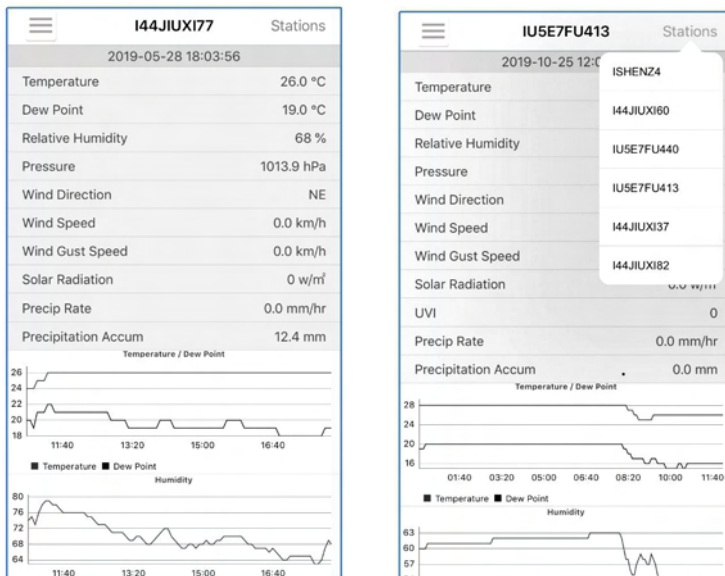 I44JIUXI77 Stations
2019-05-28 18:03:56
Temperature 26.0 °C
Dew Point 19.0 °C
Relative Humidity 68 %
Pressure 1013.9 hPa
Wind Direction NE
Wind Speed 0.0 km/h
Wind Gust Speed 0.0 km/h
Solar Radiation 0 w/㎡
Precip Rate 0.0 mm/hr
Precipitation Accum 12.4 mm
Temperature / Dew Point
26
24
22
20
18
11:40 13:20 15:00 16:40
Temperature Dew Point
Humidity
80
76
72
68
64
11:40 13:20 15:00 16:40
IU5E7FU413 Stations
2019-10-25 12:0
ISHENZ4
I44JIUXI60
IU5E7FU440
IU5E7FU413
I44JIUXI37
I44JIUXI82
Temperature
Dew Point
Relative Humidity
Pressure
Wind Direction
Wind Speed
Wind Gust Speed
Solar Radiation
UVI 0
Precip Rate 0.0 mm/hr
Precipitation Accum 0.0 mm
Temperature / Dew Point
28
24
20
16
01:40 03:20 05:00 06:40 08:20 10:00 11:40
Temperature Dew Point
Humidity
63
60
57